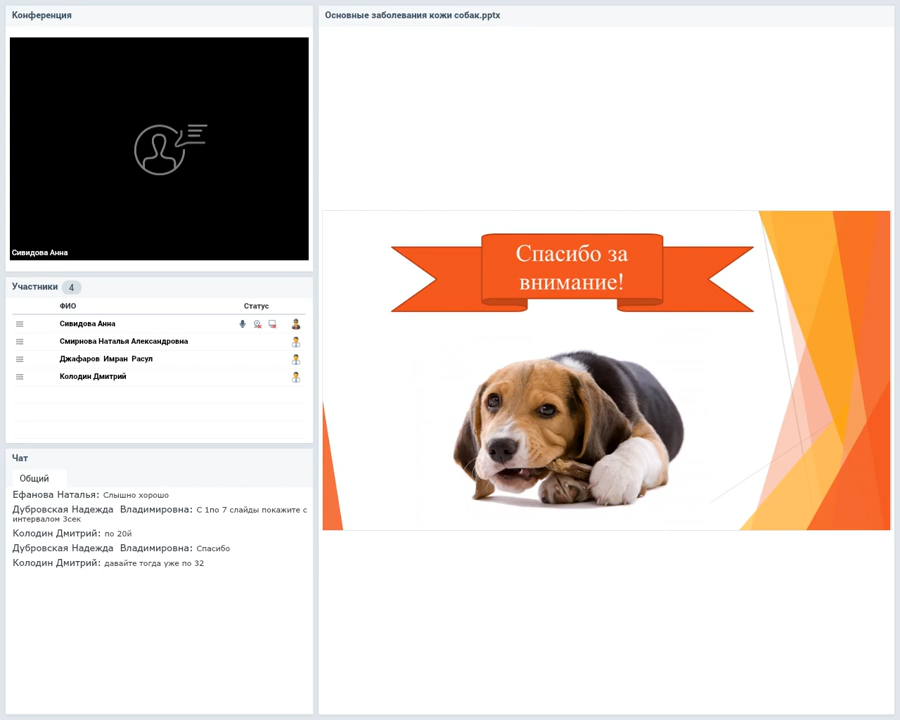 Конференция
Сивидова Анна
Участники 4
ФИО Статус
Сивидова Анна
Смирнова Наталья Александровна
Джафаров Имран Расул
Колодин Дмитрий
Чат
Общий
Ефанова Наталья: Слышно хорошо
Дубровская Надежда Владимировна: С 1по 7 слайды покажите с
интервалом 3сек
Колодин Дмитрий: по 20й
Дубровская Надежда Владимировна: Спасибо
Колодин Дмитрий: давайте тогда уже по 32
Основные заболевания кожи собак.pptx
Спасибо за
внимание!